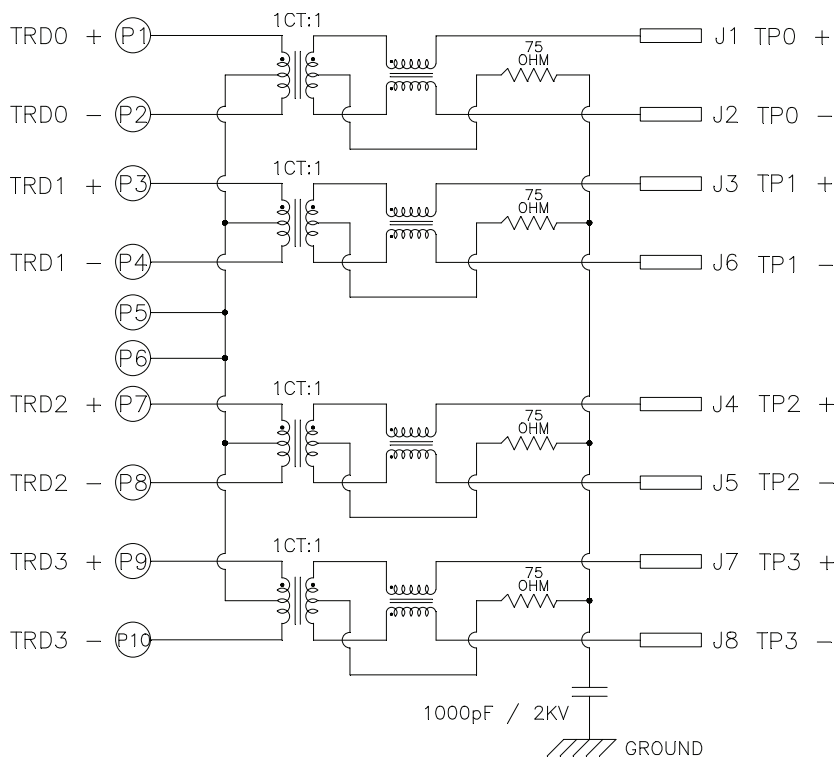 1CT:1
TRD0 + P1
75
OHM
J1 TP0 +
TRD0 - P2
J2 TP0 -
1CT:1
TRD1 + P3
75
OHM
J3 TP1 +
TRD1 - P4
J6 TP1 -
P5
P6
1CT:1
TRD2 + P7
75
OHM
J4 TP2 +
TRD2 - P8
J5 TP2 -
1CT:1
TRD3 + P9
75
OHM
J7 TP3 +
TRD3 - P10
J8 TP3 -
1000pF / 2KV
GROUND